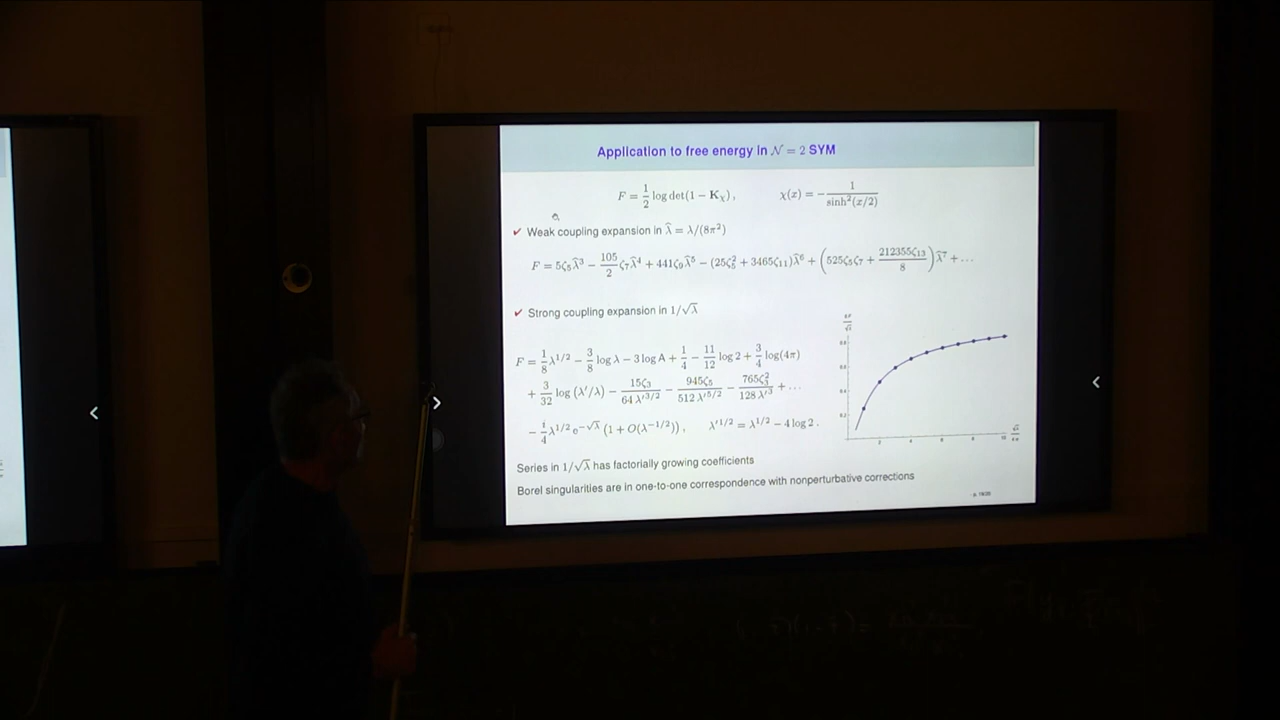 Application to free energy in 𝒩 = 2 SYM
F = 1/2 log det(1 − K_χ), χ(x) = − 1/sinh²(x/2)
✓ Weak coupling expansion in λ̂ = λ/(8π²)
F = 5ζ₅λ̂³ − 105/2 ζ₇λ̂⁴ + 441ζ₉λ̂⁵ − (25ζ₅² + 3465ζ₁₁)λ̂⁶ + (525ζ₅ζ₇ + 212355ζ₁₃/8)λ̂⁷ + …
✓ Strong coupling expansion in 1/√λ
F = 1/8 λ^{1/2} − 3/8 log λ − 3 log A + 1/4 − 11/12 log 2 + 3/4 log(4π)
+ 3/32 log (λ′/λ) − 15ζ₃/64 λ′^{3/2} − 945ζ₅/512 λ′^{5/2} − 765ζ₃²/128 λ′³ + …
− 1/4 λ^{1/2} e^{−√λ} (1 + O(λ^{−1/2})), λ′^{1/2} = λ^{1/2} − 4 log 2 .
Series in 1/√λ has factorially growing coefficients
Borel singularities are in one-to-one correspondence with nonperturbative corrections